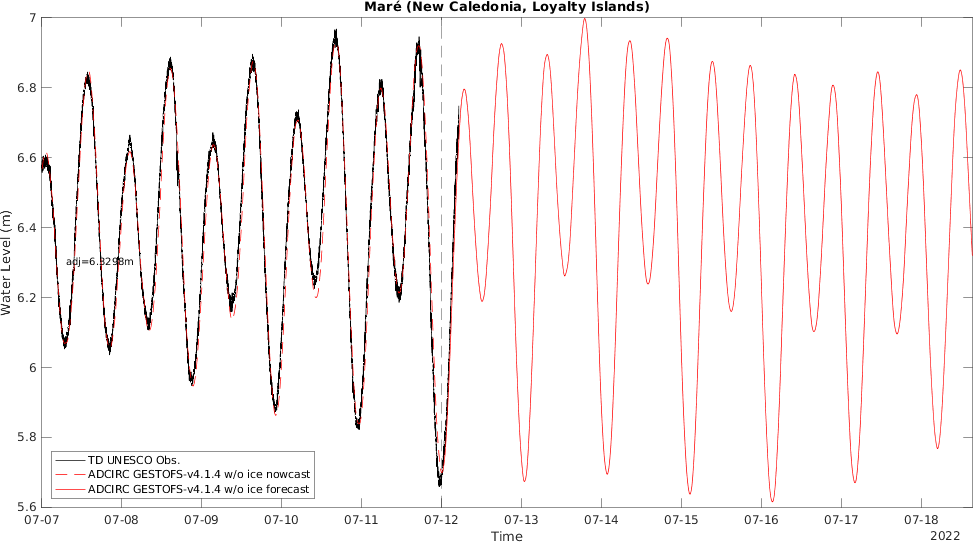 Maré (New Caledonia, Loyalty Islands)
7
6.8
6.6
6.4
6.2
6
5.8
5.6
Water Level (m)
adj=6.3298m
TD UNESCO Obs.
ADCIRC GESTOFS-v4.1.4 w/o ice nowcast
ADCIRC GESTOFS-v4.1.4 w/o ice forecast
07-07 07-08 07-09 07-10 07-11 07-12 07-13 07-14 07-15 07-16 07-17 07-18
Time
2022